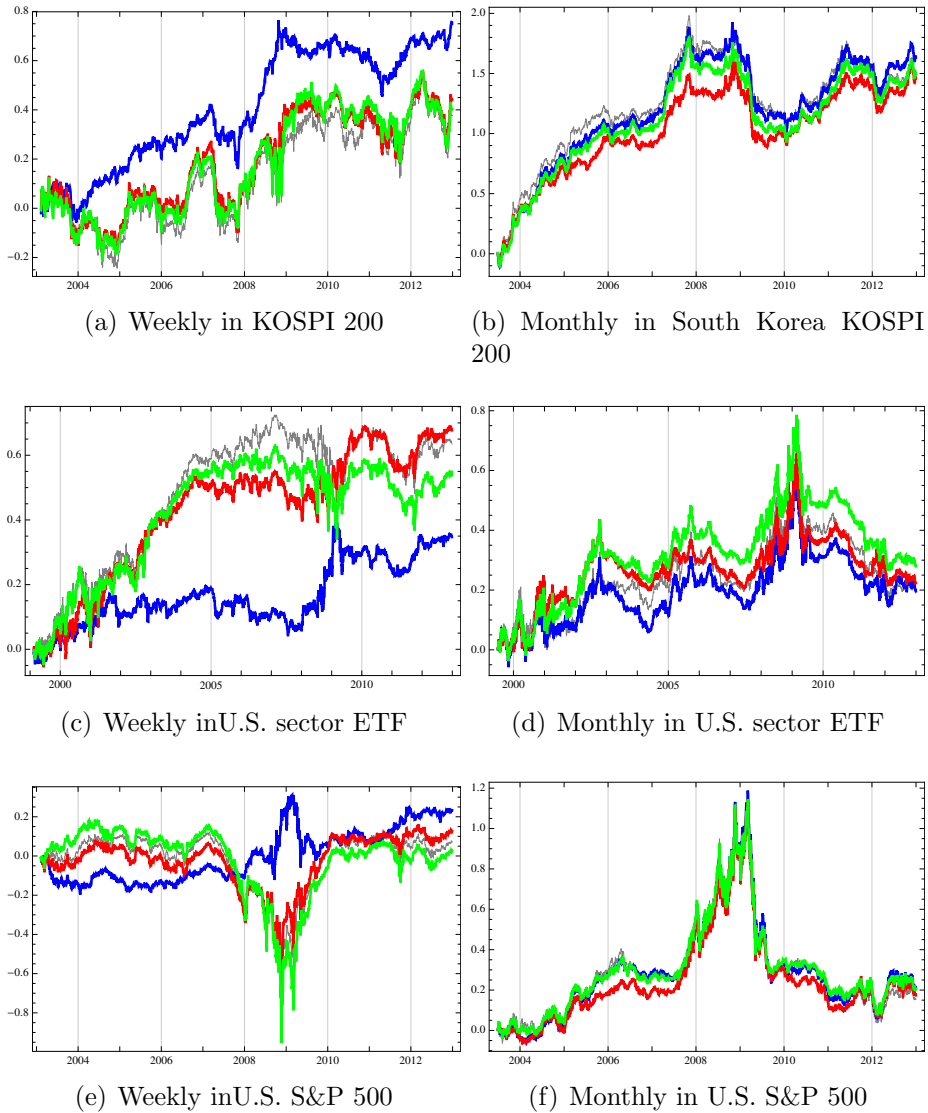 0.8
0.6
0.4
0.2
0.0
0.2
2004 2006 2008 2010 2012
(a) Weekly in KOSPI 200
2.0
1.5
1.0
0.5
0.0
2004 2006 2008 2010 2012
(b) Monthly in South Korea KOSPI
200
0.6
0.4
0.2
0.0
2000 2005 2010
(c) Weekly inU.S. sector ETF
0.8
0.6
0.4
0.2
0.0
2000 2005 2010
(d) Monthly in U.S. sector ETF
0.2
0.0
−0.2
−0.4
−0.6
−0.8
2004 2006 2008 2010 2012
(e) Weekly inU.S. S&P 500
1.2
1.0
0.8
0.6
0.4
0.2
0.0
2004 2006 2008 2010 2012
(f) Monthly in U.S. S&P 500